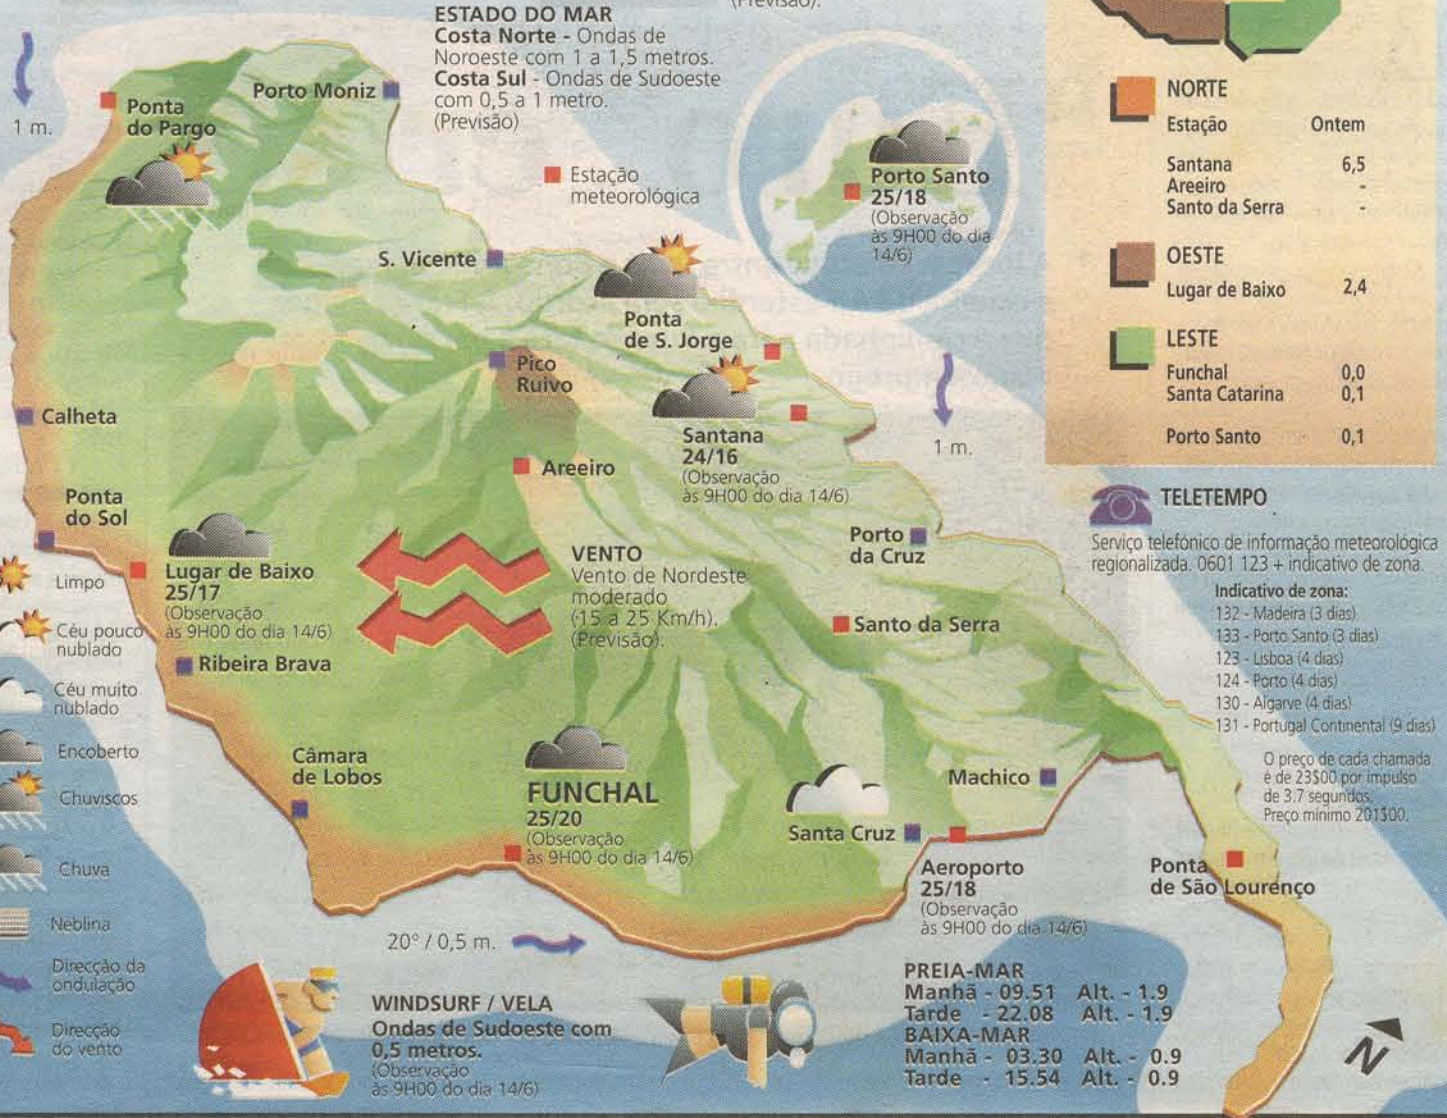 (Previsão).
ESTADO DO MAR
Costa Norte - Ondas de
Noroeste com 1 a 1,5 metros.
Costa Sul - Ondas de Sudoeste
com 0,5 a 1 metro.
(Previsão)
1 m.
Ponta
do Pargo
Porto Moniz
Estação
meteorológica
Porto Santo
25/18
(Observação
às 9H00 do dia
14/6)
S. Vicente
Ponta
de S. Jorge
Pico
Ruivo
Calheta
Santana
24/16
(Observação
às 9H00 do dia 14/6)
1 m.
Areeiro
Ponta
do Sol
Lugar de Baixo
25/17
(Observação
às 9H00 do dia 14/6)
VENTO
Vento de Nordeste
moderado
(15 a 25 Km/h).
(Previsão).
Porto
da Cruz
Santo da Serra
Ribeira Brava
Câmara
de Lobos
FUNCHAL
25/20
(Observação
às 9H00 do dia 14/6)
Machico
Santa Cruz
Aeroporto
25/18
(Observação
às 9H00 do dia 14/6)
Ponta
de São Lourenço
Limpo
Céu pouco
nublado
Céu muito
nublado
Encoberto
Chuviscos
Chuva
Neblina
Direcção da
ondulação
Direcção
do vento
20° / 0,5 m.
WINDSURF / VELA
Ondas de Sudoeste com
0,5 metros.
(Observação
às 9H00 do dia 14/6)
PREIA-MAR
Manhã - 09.51 Alt. - 1.9
Tarde - 22.08 Alt. - 1.9
BAIXA-MAR
Manhã - 03.30 Alt. - 0.9
Tarde - 15.54 Alt. - 0.9
N
NORTE
Estação Ontem
Santana 6,5
Areeiro -
Santo da Serra -
OESTE
Lugar de Baixo 2,4
LESTE
Funchal 0,0
Santa Catarina 0,1
Porto Santo 0,1
TELETEMPO
Serviço telefónico de informação meteorológica
regionalizada. 0601 123 + indicativo de zona.
Indicativo de zona:
132 - Madeira (3 dias)
133 - Porto Santo (3 dias)
123 - Lisboa (4 dias)
124 - Porto (4 dias)
130 - Algarve (4 dias)
131 - Portugal Continental (9 dias)
O preço de cada chamada
é de 23$00 por impulso
de 3.7 segundos.
Preço mínimo 201$00.